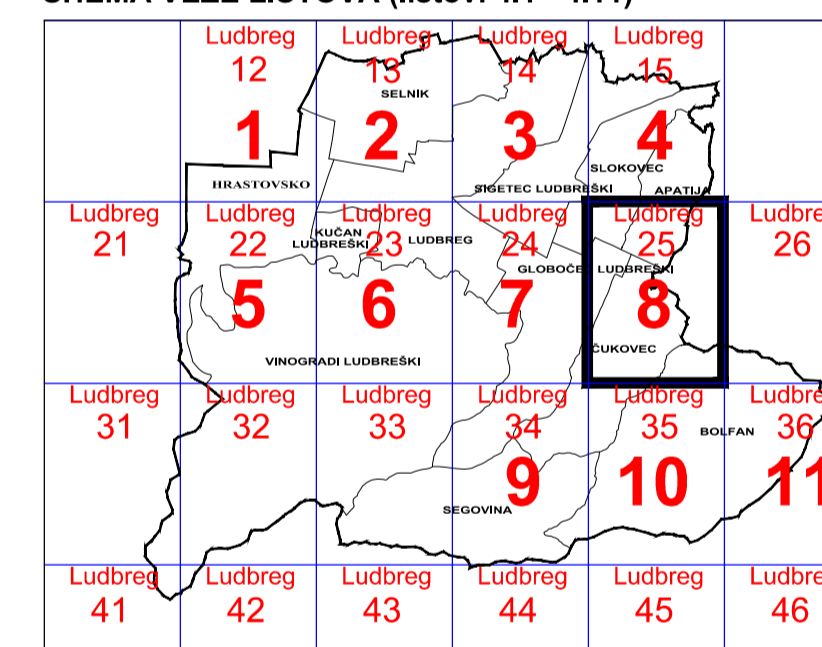 Ludbreg Ludbreg Ludbreg Ludbreg
12 13 14 15
SELNIK
1 2 3 4
SLOKOVEC
HRASTOVSKO SIGETEC LUDBREŠKI APATIJA
Ludbreg Ludbreg Ludbreg Ludbreg Ludbreg Ludbre
21 22 23 24 25 26
KUČAN
LUDBREŠKI LUDBREG
GLOBOČEC LUDBREŠKI
5 6 7 8
ČUKOVEC
VINOGRADI LUDBREŠKI
Ludbreg Ludbreg Ludbreg Ludbreg Ludbreg Ludbre
31 32 33 34 35 36
BOLFAN
9 10 11
SEGOVINA
Ludbreg Ludbreg Ludbreg Ludbreg Ludbreg Ludbre
41 42 43 44 45 46